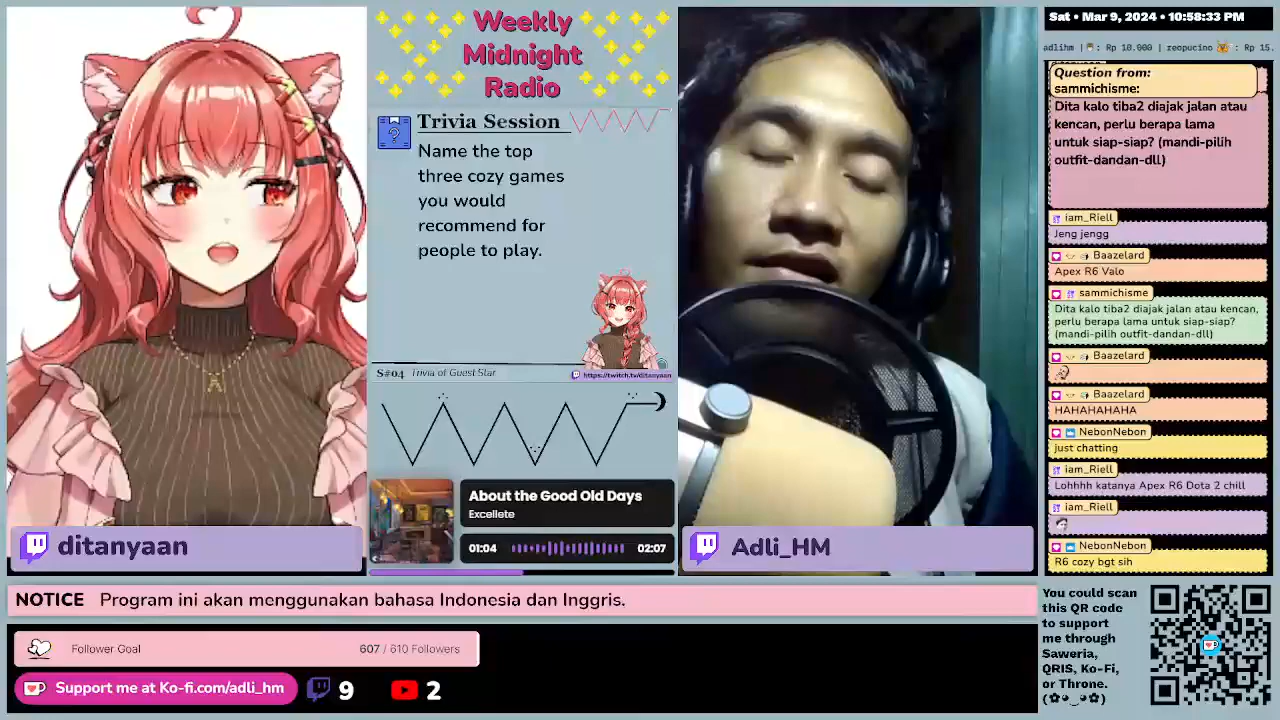 Weekly
Midnight
Radio
Trivia Session
Name the top
three cozy games
you would
recommend for
people to play.
S#04 Trivia of Guest Star
https://twitch.tv/ditanyaan
About the Good Old Days
Excellete
01:04
02:07
ditanyaan
Adli_HM
Sat • Mar 9, 2024 • 10:58:33 PM
adlihm | : Rp 10.000 | zeopucino : Rp 15.
Question from:
sammichisme:
Dita kalo tiba2 diajak jalan atau
kencan, perlu berapa lama
untuk siap-siap? (mandi-pilih
outfit-dandan-dll)
iam_Riell
Jeng jengg
Baazelard
Apex R6 Valo
sammichisme
Dita kalo tiba2 diajak jalan atau kencan,
perlu berapa lama untuk siap-siap?
(mandi-pilih outfit-dandan-dll)
Baazelard
Baazelard
HAHAHAHAHA
NebonNebon
just chatting
iam_Riell
Lohhhh katanya Apex R6 Dota 2 chill
iam_Riell
NebonNebon
R6 cozy bgt sih
NOTICE Program ini akan menggunakan bahasa Indonesia dan Inggris.
Follower Goal
607 / 610 Followers
Support me at Ko-fi.com/adli_hm
9
2
You could scan
this QR code
to support
me through
Saweria,
QRIS, Ko-Fi,
or Throne.
(✿◕‿◕✿)